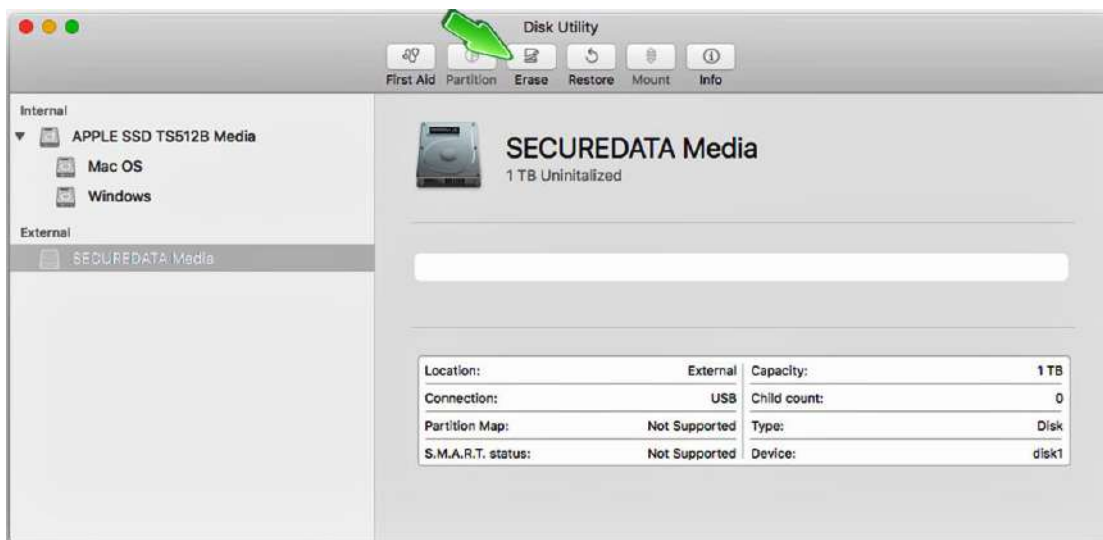 Disk Utility
First Aid Partition Erase Restore Mount Info
Internal
APPLE SSD TS512B Media
Mac OS
Windows
External
SECUREDATA Media
SECUREDATA Media
1 TB Uninitalized
Location: External Capacity: 1 TB
Connection: USB Child count: 0
Partition Map: Not Supported Type: Disk
S.M.A.R.T. status: Not Supported Device: disk1